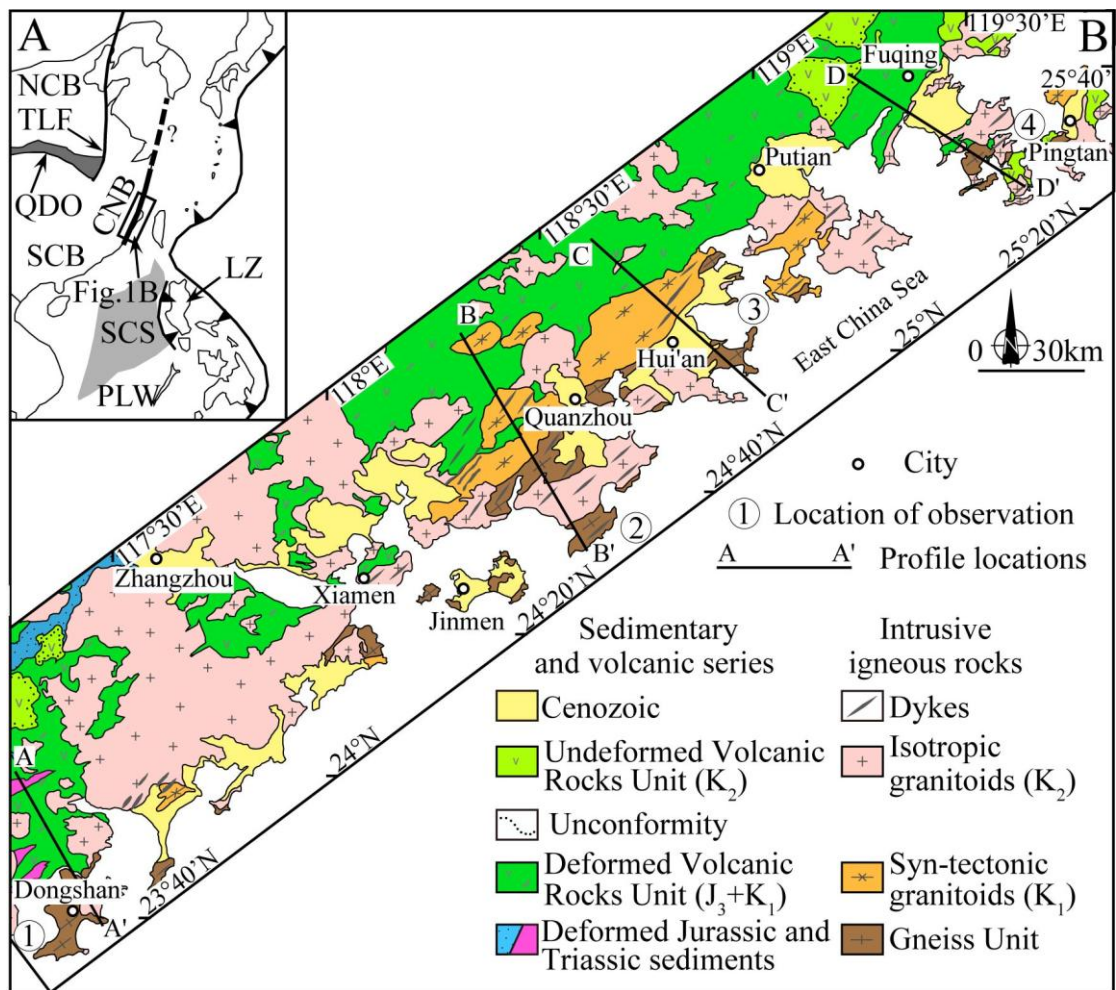 A
NCB
TLF
QDO
CNB
?
SCB
LZ
Fig.1B
SCS
PLW
B
119°30'E
25°40'
119°E
Fuqing
D
④
Pingtan
D'
Putian
118°30'E
C
25°20'N
③
East China Sea
25°N
N
0 30km
B
Hui'an
118°E
Quanzhou
C'
24°40'N
117°30'E
Zhangzhou
Xiamen
Jinmen
②
B'
24°20'N
A
24°N
Dongshan
①
A'
23°40'N
City
① Location of observation
A A' Profile locations
Sedimentary
and volcanic series
Cenozoic
Undeformed Volcanic
Rocks Unit (K₂)
Unconformity
Deformed Volcanic
Rocks Unit (J₃+K₁)
Deformed Jurassic and
Triassic sediments
Intrusive
igneous rocks
Dykes
Isotropic
granitoids (K₂)
Syn-tectonic
granitoids (K₁)
Gneiss Unit